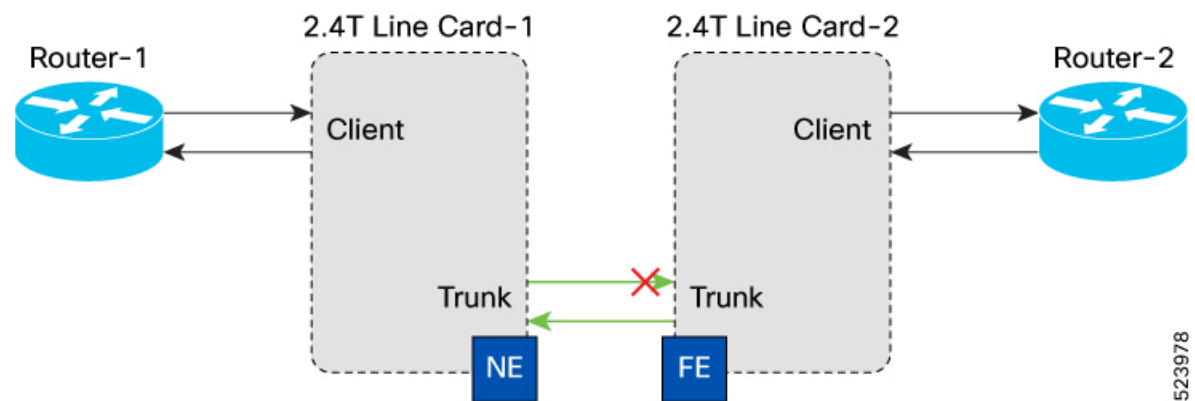 2.4T Line Card-1
2.4T Line Card-2
Router-1
Router-2
Client
Client
Trunk
Trunk
NE
FE
523978